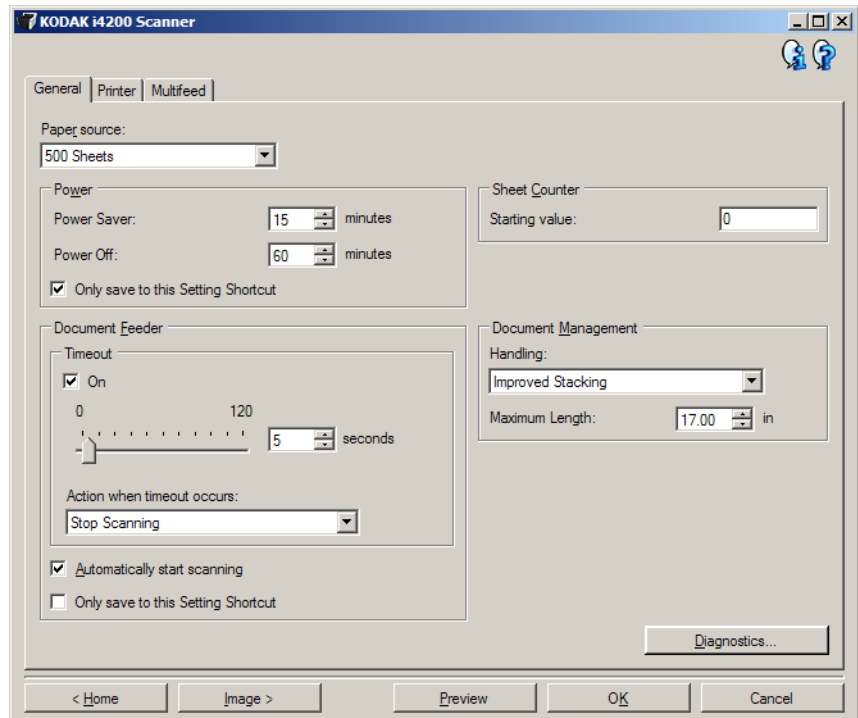 KODAK i4200 Scanner
General Printer Multifeed
Paper source:
500 Sheets
Power
Power Saver: 15 minutes
Power Off: 60 minutes
Only save to this Setting Shortcut
Sheet Counter
Starting value: 0
Document Feeder
Timeout
On
0 120
5 seconds
Action when timeout occurs:
Stop Scanning
Automatically start scanning
Only save to this Setting Shortcut
Document Management
Handling:
Improved Stacking
Maximum Length: 17.00 in
Diagnostics...
< Home Image > Preview OK Cancel